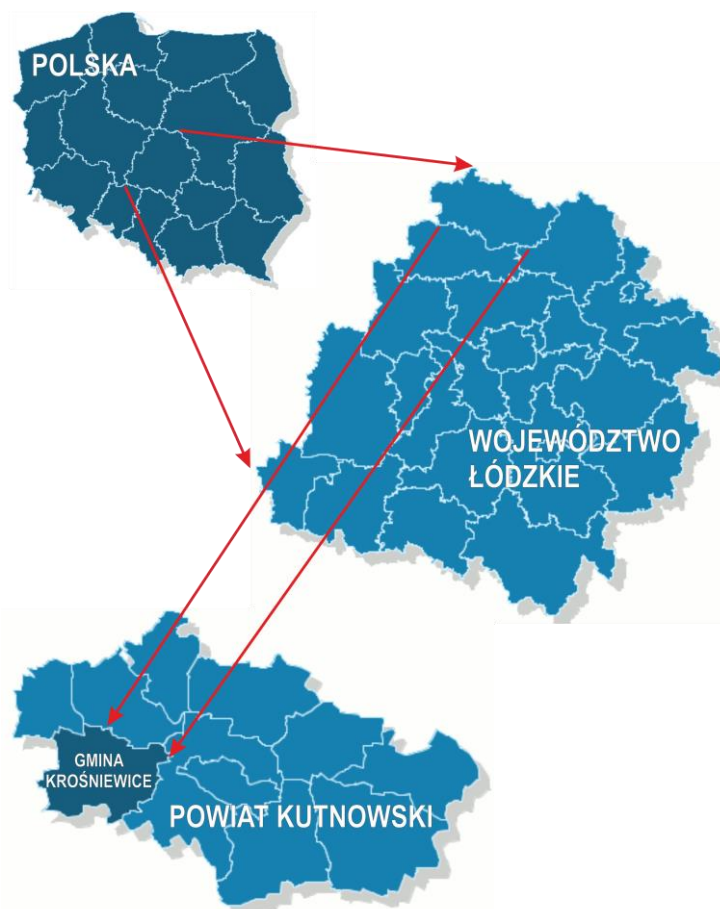 POLSKA
WOJEWÓDZTWO
ŁÓDZKIE
GMINA
KROŚNIEWICE
POWIAT KUTNOWSKI